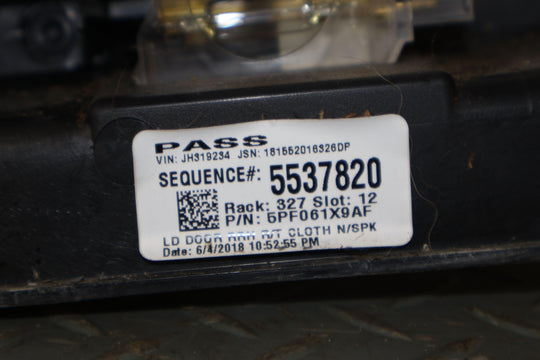 PASS
VIN: JH319234 JSN: 181552016326DP
SEQUENCE#: 5537820
Rack: 327 Slot: 12
P/N: 5PF061X9AF
LD DOOR R/T CLOTH N/SPK
Date: 6/4/2018 10:52:55 PM